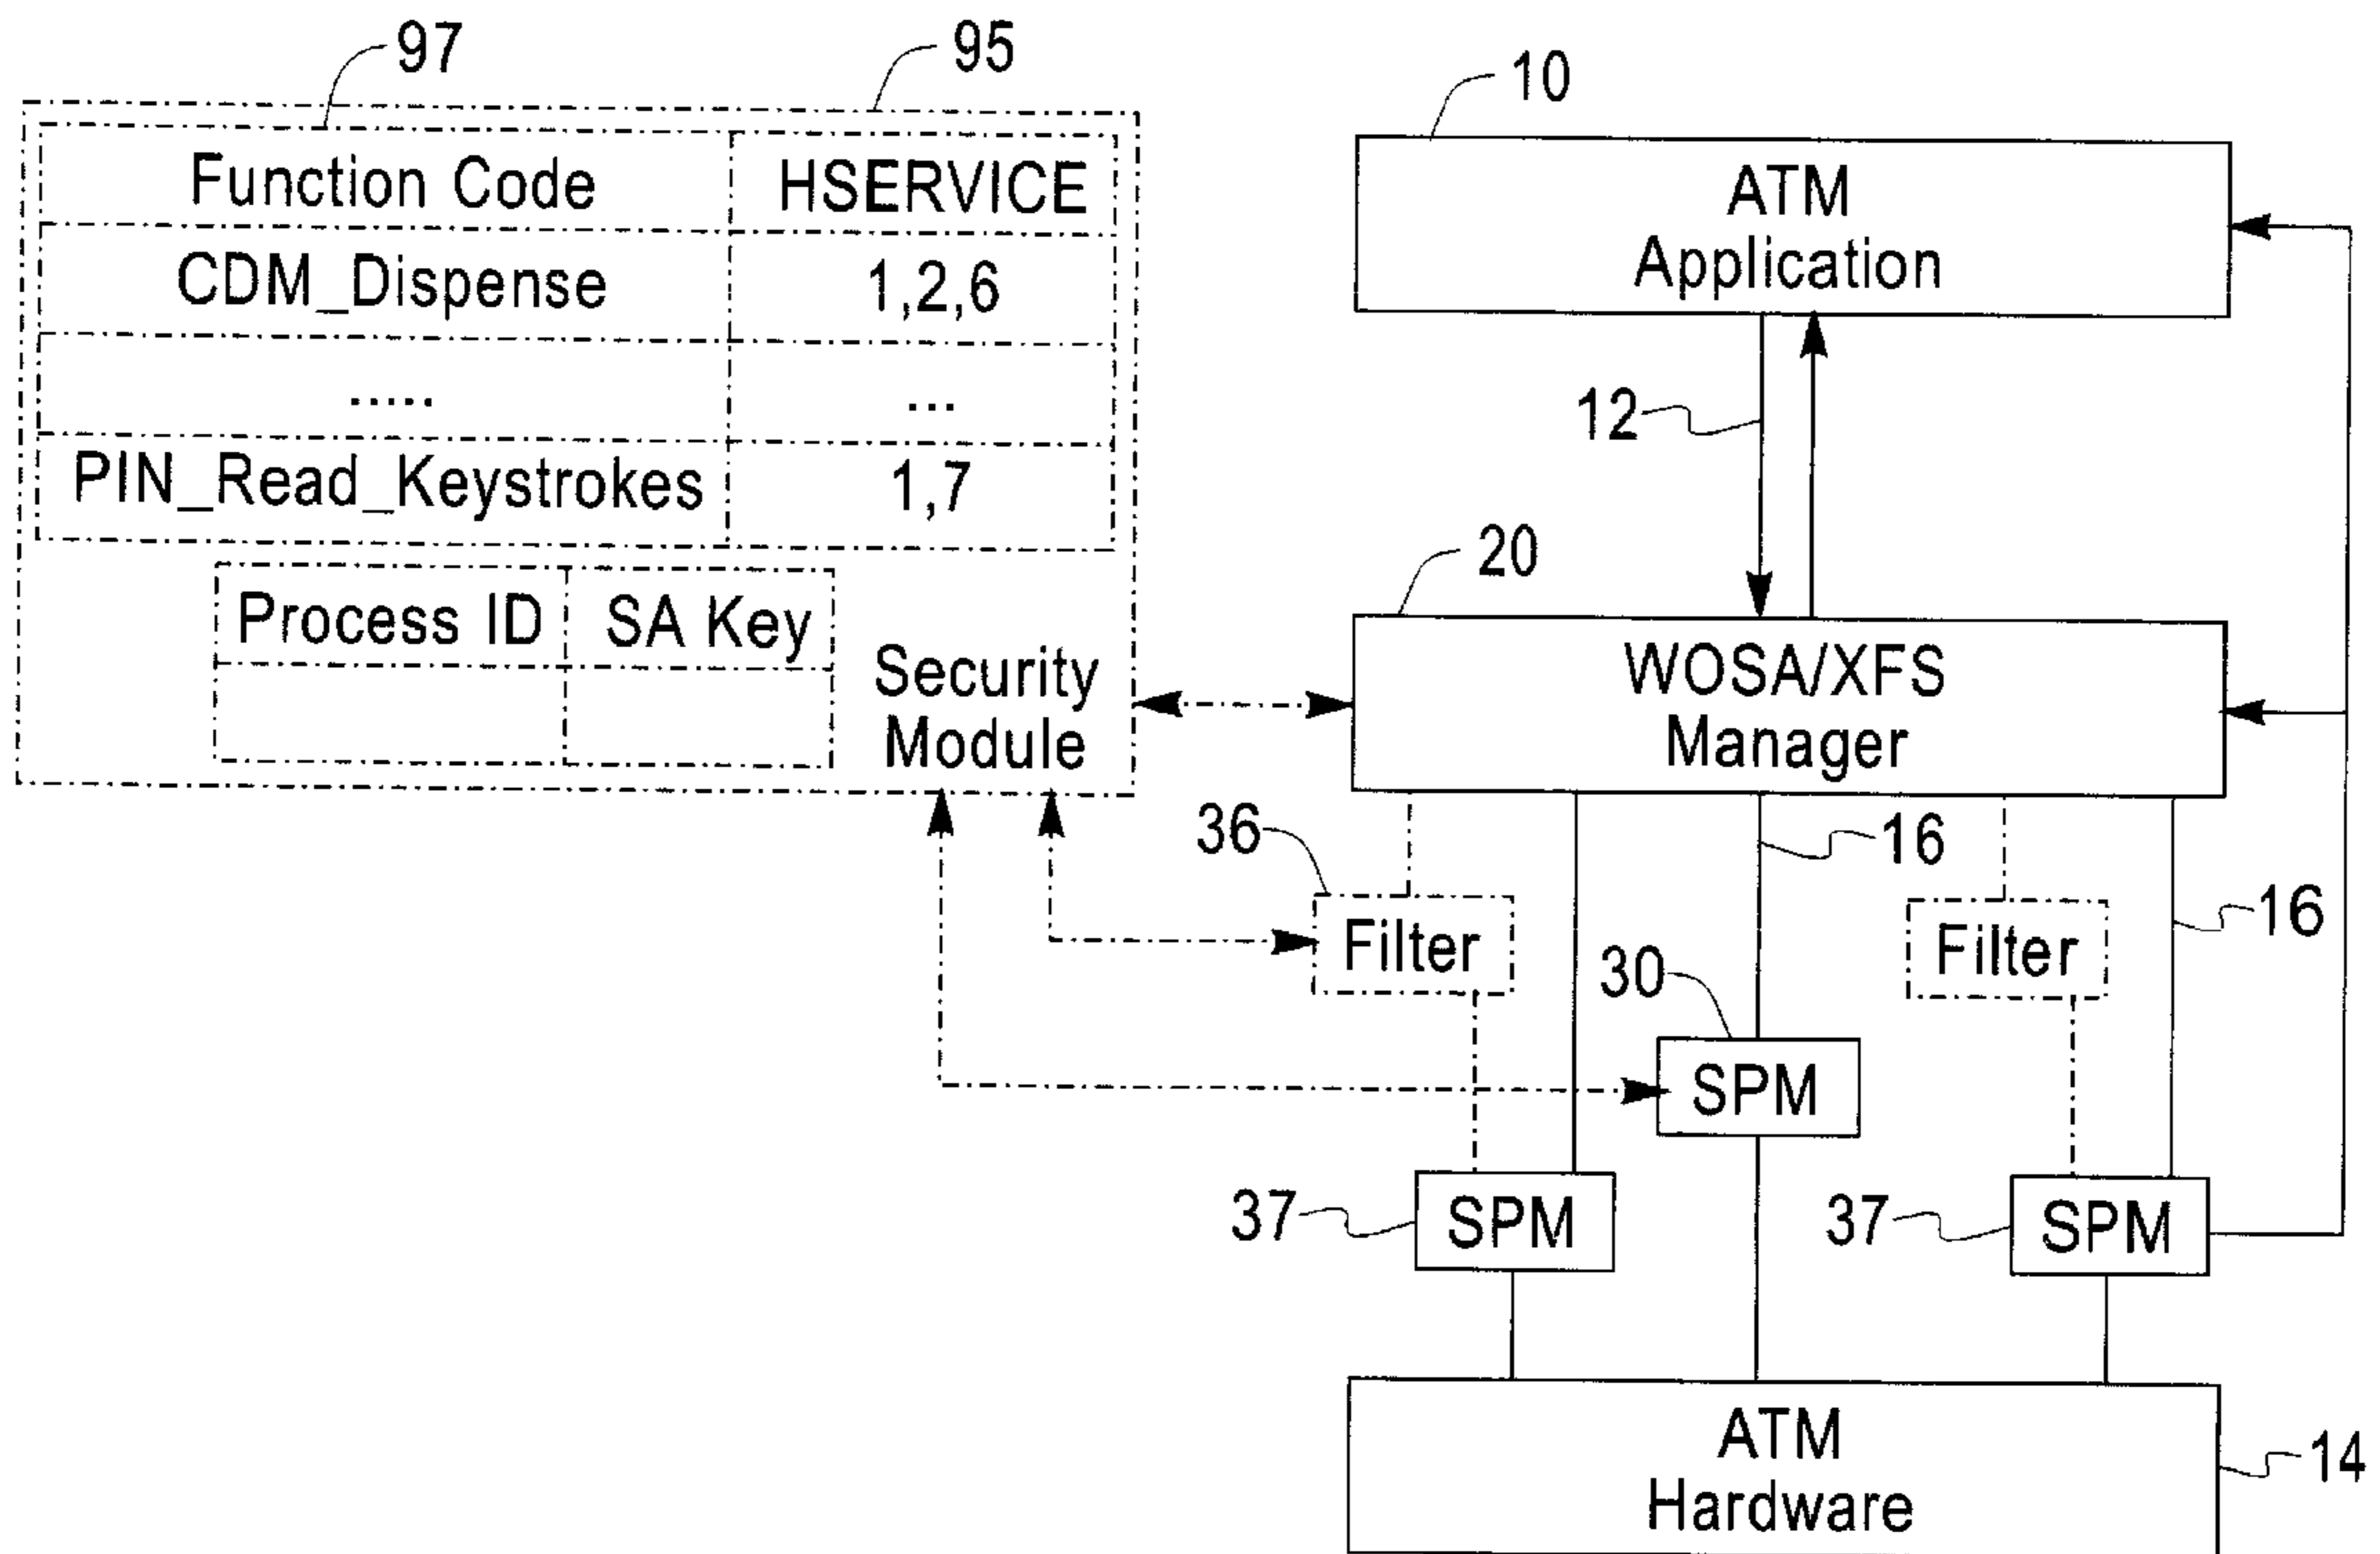 97
95
10
Function Code
HSERVICE
CDM_Dispense
1,2,6
.....
...
PIN_Read_Keystrokes
1,7
Process ID
SA Key
Security
Module
ATM
Application
12
20
WOSA/XFS
Manager
36
16
16
Filter
Filter
30
SPM
37
SPM
37
SPM
ATM
Hardware
14